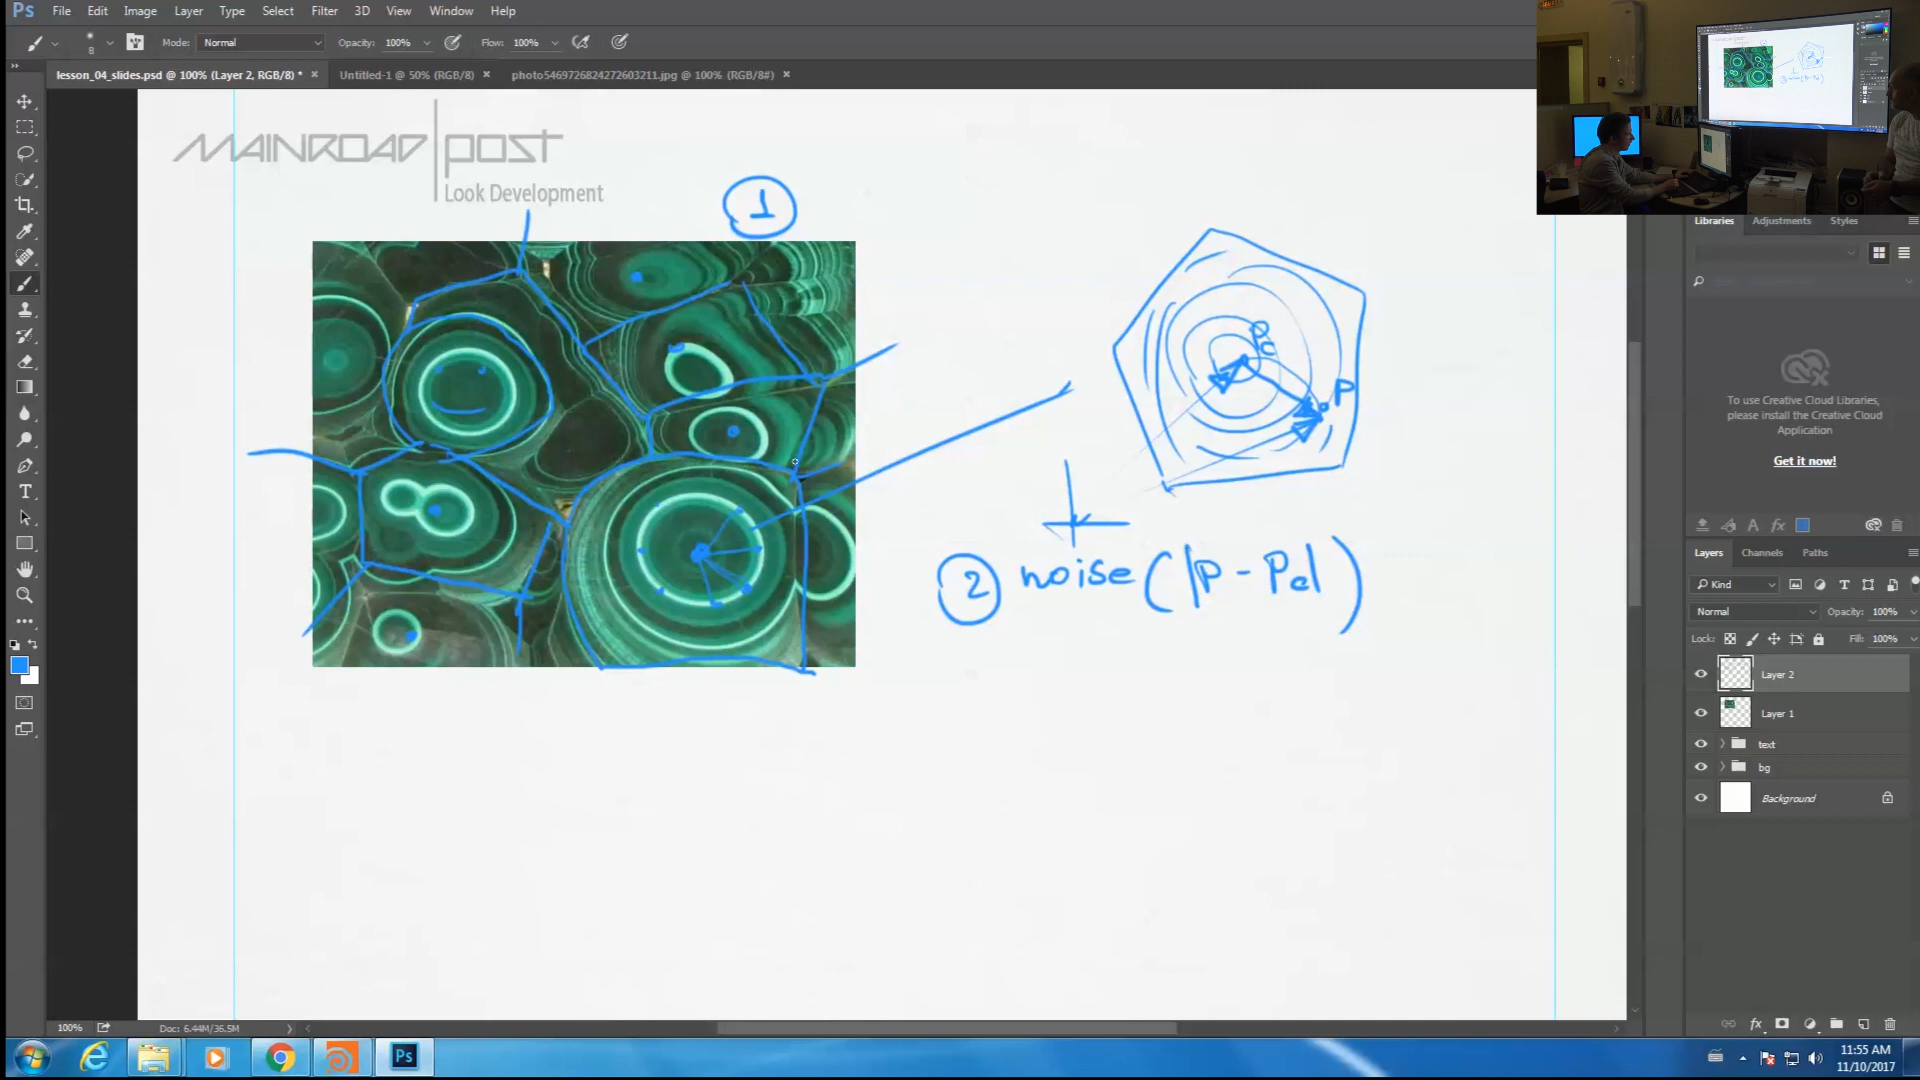 Ps File Edit Image Layer Type Select Filter 3D View Window Help
8 Mode: Normal Opacity: 100% Flow: 100%
lesson_04_slides.psd @ 100% (Layer 2, RGB/8) * × Untitled-1 @ 50% (RGB/8) × photo5469726824272603211.jpg @ 100% (RGB/8#) ×
MAINROAD post
Look Development
1
Pc
P
2 noise (|P - Pc|)
Libraries Adjustments Styles
To use Creative Cloud Libraries,
please install the Creative Cloud
Application
Get it now!
Layers Channels Paths
Kind
Normal Opacity: 100%
Lock: Fill: 100%
Layer 2
Layer 1
text
bg
Background
100% Doc: 6.44M/36.5M
Ps
11:55 AM
11/10/2017